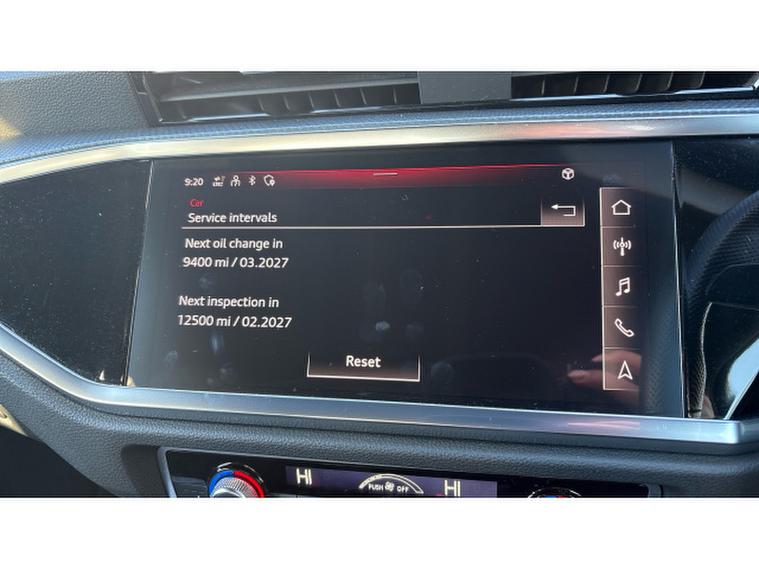 9:20
Car
Service intervals
Next oil change in
9400 mi / 03.2027
Next inspection in
12500 mi / 02.2027
Reset
HI
PUSH OFF
HI